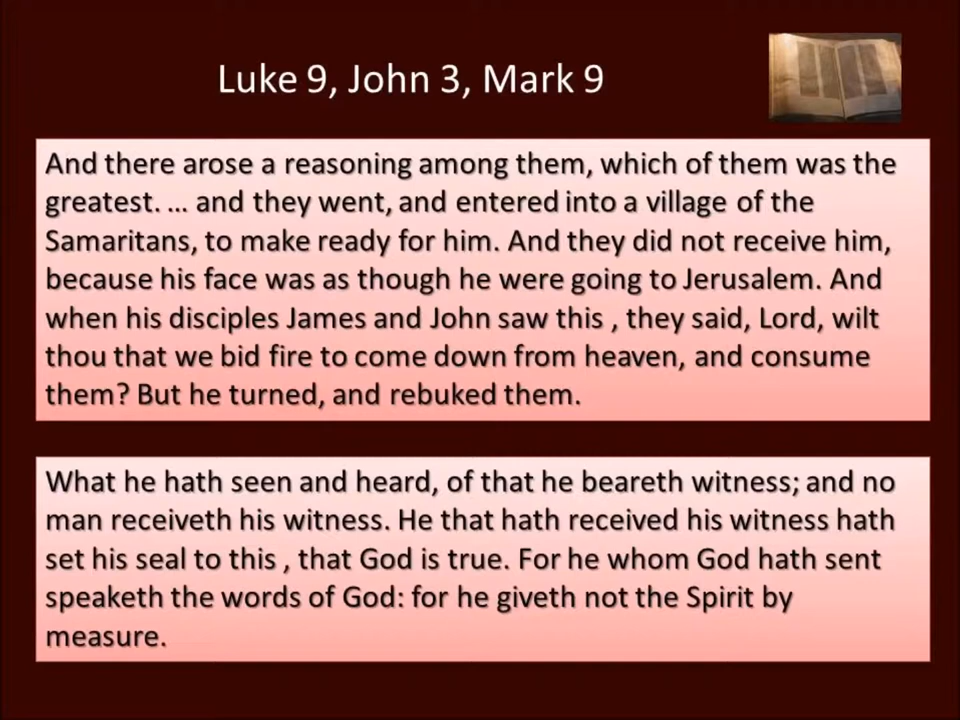 Luke 9, John 3, Mark 9
And there arose a reasoning among them, which of them was the
greatest. ... and they went, and entered into a village of the
Samaritans, to make ready for him. And they did not receive him,
because his face was as though he were going to Jerusalem. And
when his disciples James and John saw this , they said, Lord, wilt
thou that we bid fire to come down from heaven, and consume
them? But he turned, and rebuked them.
What he hath seen and heard, of that he beareth witness; and no
man receiveth his witness. He that hath received his witness hath
set his seal to this , that God is true. For he whom God hath sent
speaketh the words of God: for he giveth not the Spirit by
measure.